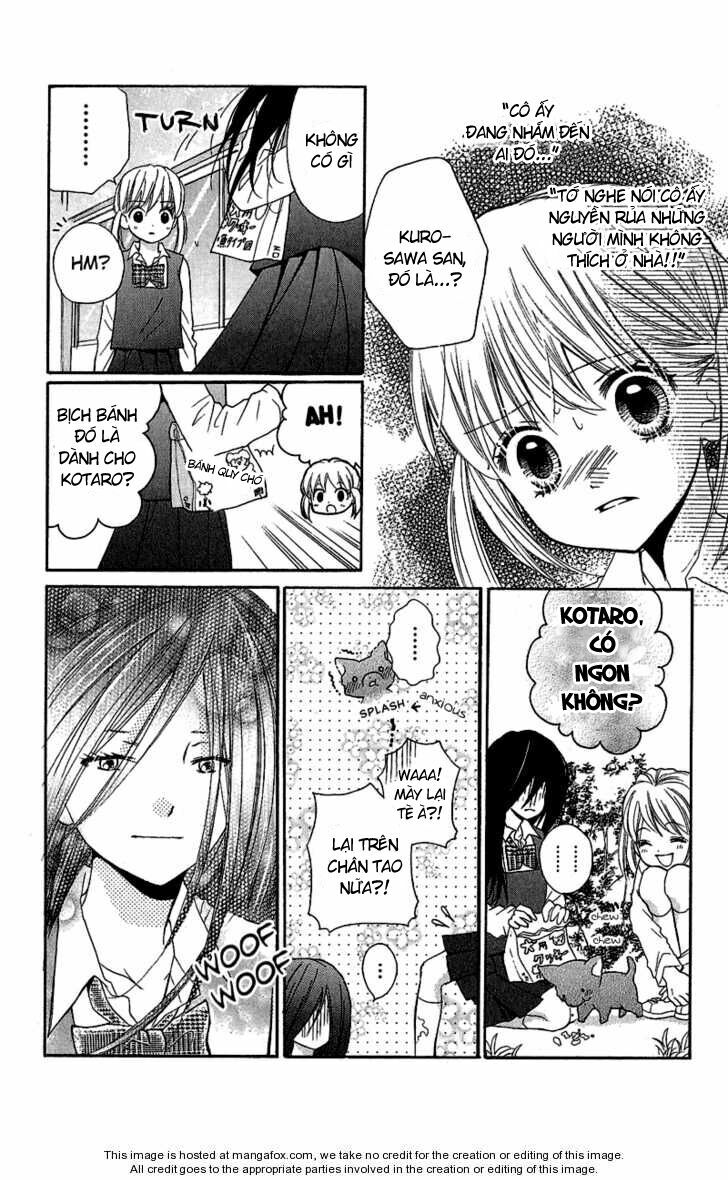 "CÔ ẤY
ĐANG NHẮM ĐẾN
AI ĐÓ..."
"TỚ NGHE NÓI CÔ ẤY
NGUYỀN RỦA NHỮNG
NGƯỜI MÌNH KHÔNG
THÍCH Ở NHÀ!!"
KURO-
SAWA SAN,
ĐÓ LÀ...?
KHÔNG
CÓ GÌ
TURN
HM?
AH!
BÁNH QUY CHÓ
BỊCH BÁNH
ĐÓ LÀ
DÀNH CHO
KOTARO?
KOTARO,
CÓ
NGON
KHÔNG?
chew
chew
anxious
SPLASH
WAAA!
MÀY LẠI
TÈ À?!
LẠI TRÊN
CHÂN TAO
NỮA?!
WOOF
WOOF
This image is hosted at mangafox.com, we take no credit for the creation or editing of this image.
All credit goes to the appropriate parties involved in the creation or editing of this image.